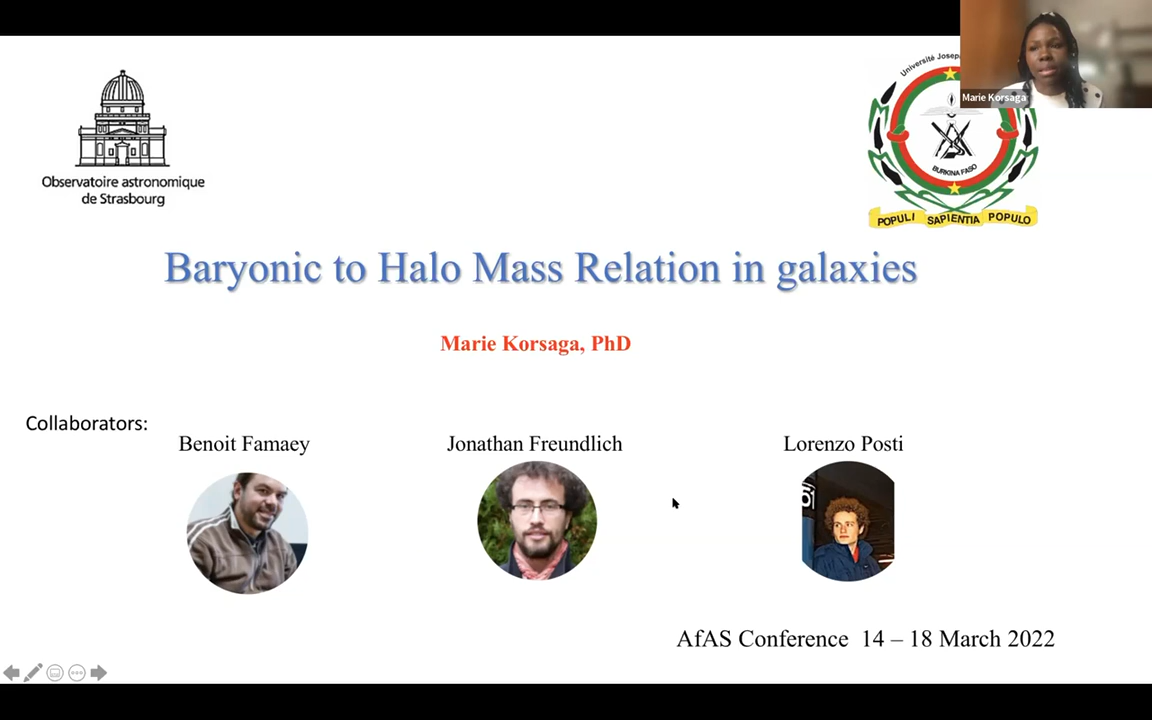 Marie Korsaga
Observatoire astronomique
de Strasbourg
Université
BURKINA FASO
POPULI SAPIENTIA POPULO
Baryonic to Halo Mass Relation in galaxies
Marie Korsaga, PhD
Collaborators:
Benoit Famaey
Jonathan Freundlich
Lorenzo Posti
AfAS Conference 14 – 18 March 2022